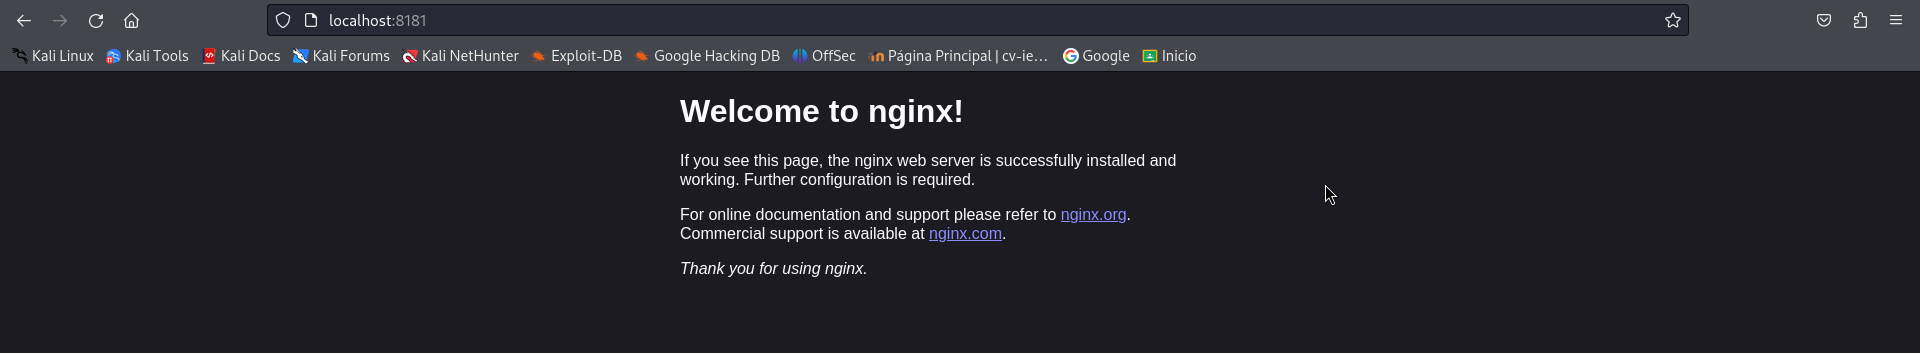 localhost:8181
Kali Linux Kali Tools Kali Docs Kali Forums Kali NetHunter Exploit-DB Google Hacking DB OffSec Página Principal | cv-ie… Google Inicio
Welcome to nginx!
If you see this page, the nginx web server is successfully installed and
working. Further configuration is required.
For online documentation and support please refer to nginx.org.
Commercial support is available at nginx.com.
Thank you for using nginx.